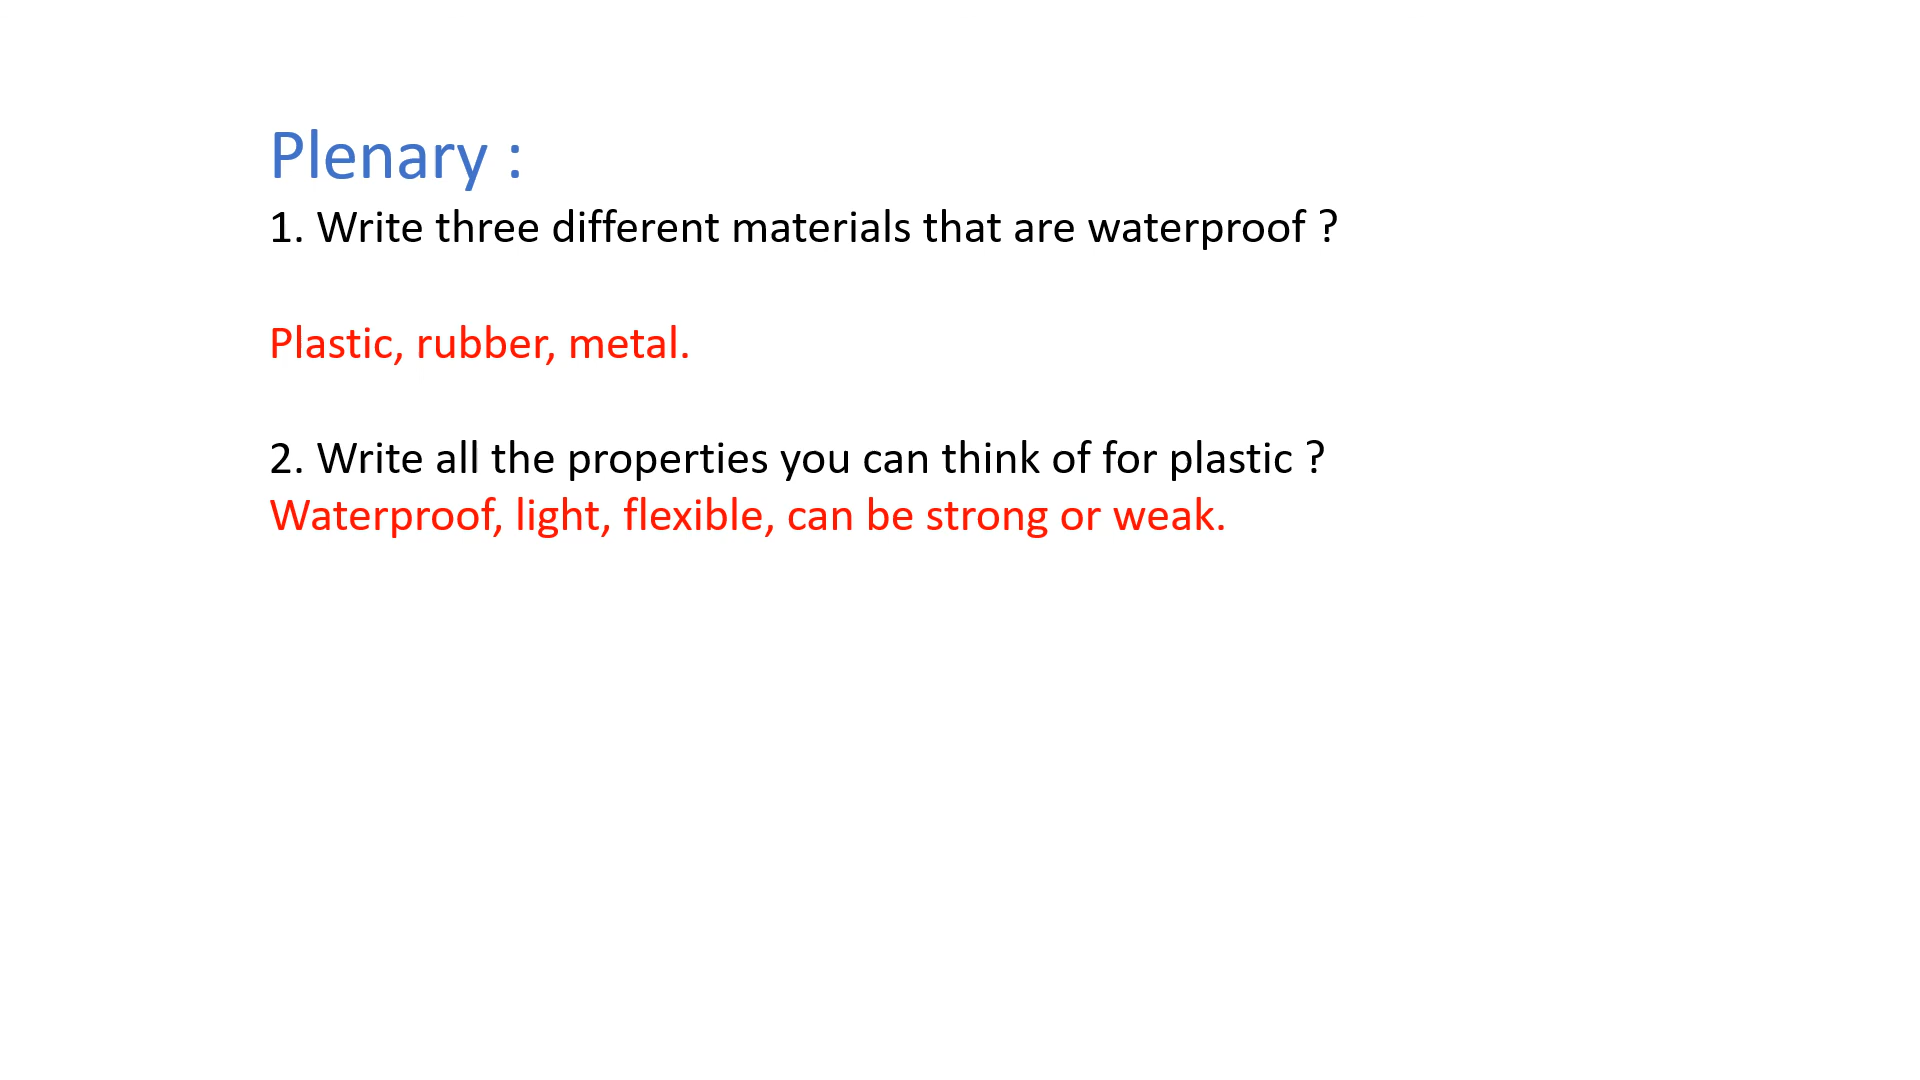 Plenary :
1. Write three different materials that are waterproof ?
Plastic, rubber, metal.
2. Write all the properties you can think of for plastic ?
Waterproof, light, flexible, can be strong or weak.